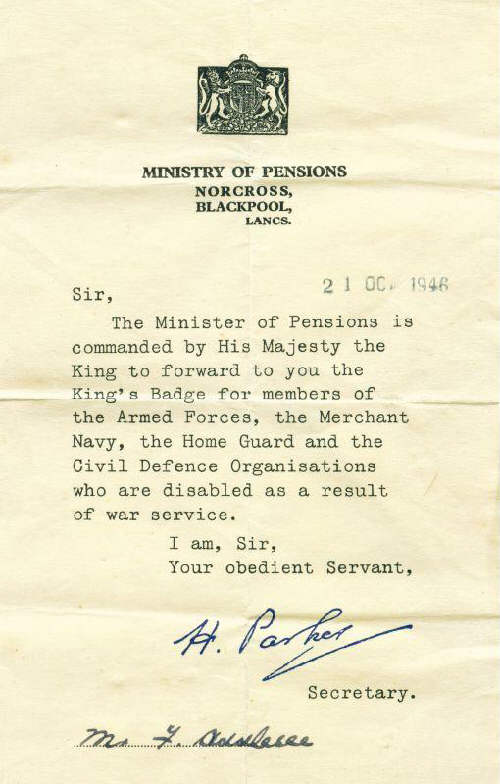 MINISTRY OF PENSIONS
NORCROSS,
BLACKPOOL,
LANCS.
21 OC. 1946
Sir,
The Minister of Pensions is
commanded by His Majesty the
King to forward to you the
King's Badge for members of
the Armed Forces, the Merchant
Navy, the Home Guard and the
Civil Defence Organisations
who are disabled as a result
of war service.
I am, Sir,
Your obedient Servant,
H. Parker
Secretary.
Mr F.